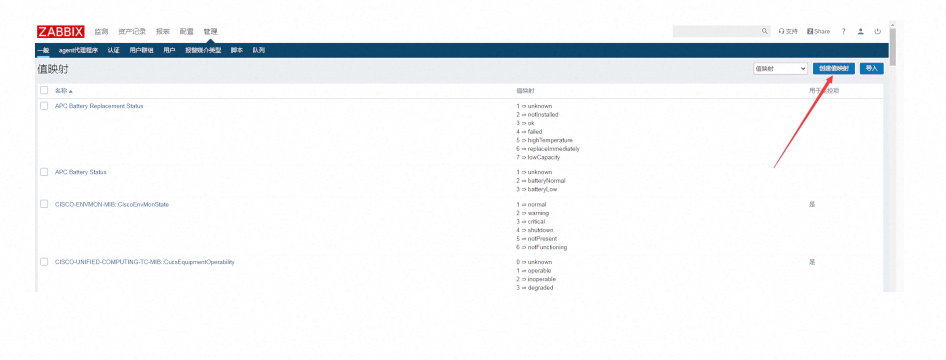 ZABBIX 监测 资产记录 报表 配置 管理 支持 Share ?
一般 agent代理程序 认证 用户群组 用户 报警媒介类型 脚本 队列
值映射 值映射 创建值映射 导入
名称 值映射
APC Battery Replacement Status 1 ⇒ unknown
2 ⇒ notInstalled
3 ⇒ ok
4 ⇒ failed
5 ⇒ highTemperature
6 ⇒ replaceImmediately
7 ⇒ lowCapacity
APC Battery Status 1 ⇒ unknown
2 ⇒ batteryNormal
3 ⇒ batteryLow
CISCO-ENVMON-MIB::CiscoEnvMonState 1 ⇒ normal 是
2 ⇒ warning
3 ⇒ critical
4 ⇒ shutdown
5 ⇒ notPresent
6 ⇒ notFunctioning
CISCO-UNIFIED-COMPUTING-TC-MIB::CucsEquipmentOperability 0 ⇒ unknown 是
1 ⇒ operable
2 ⇒ inoperable
3 ⇒ degraded